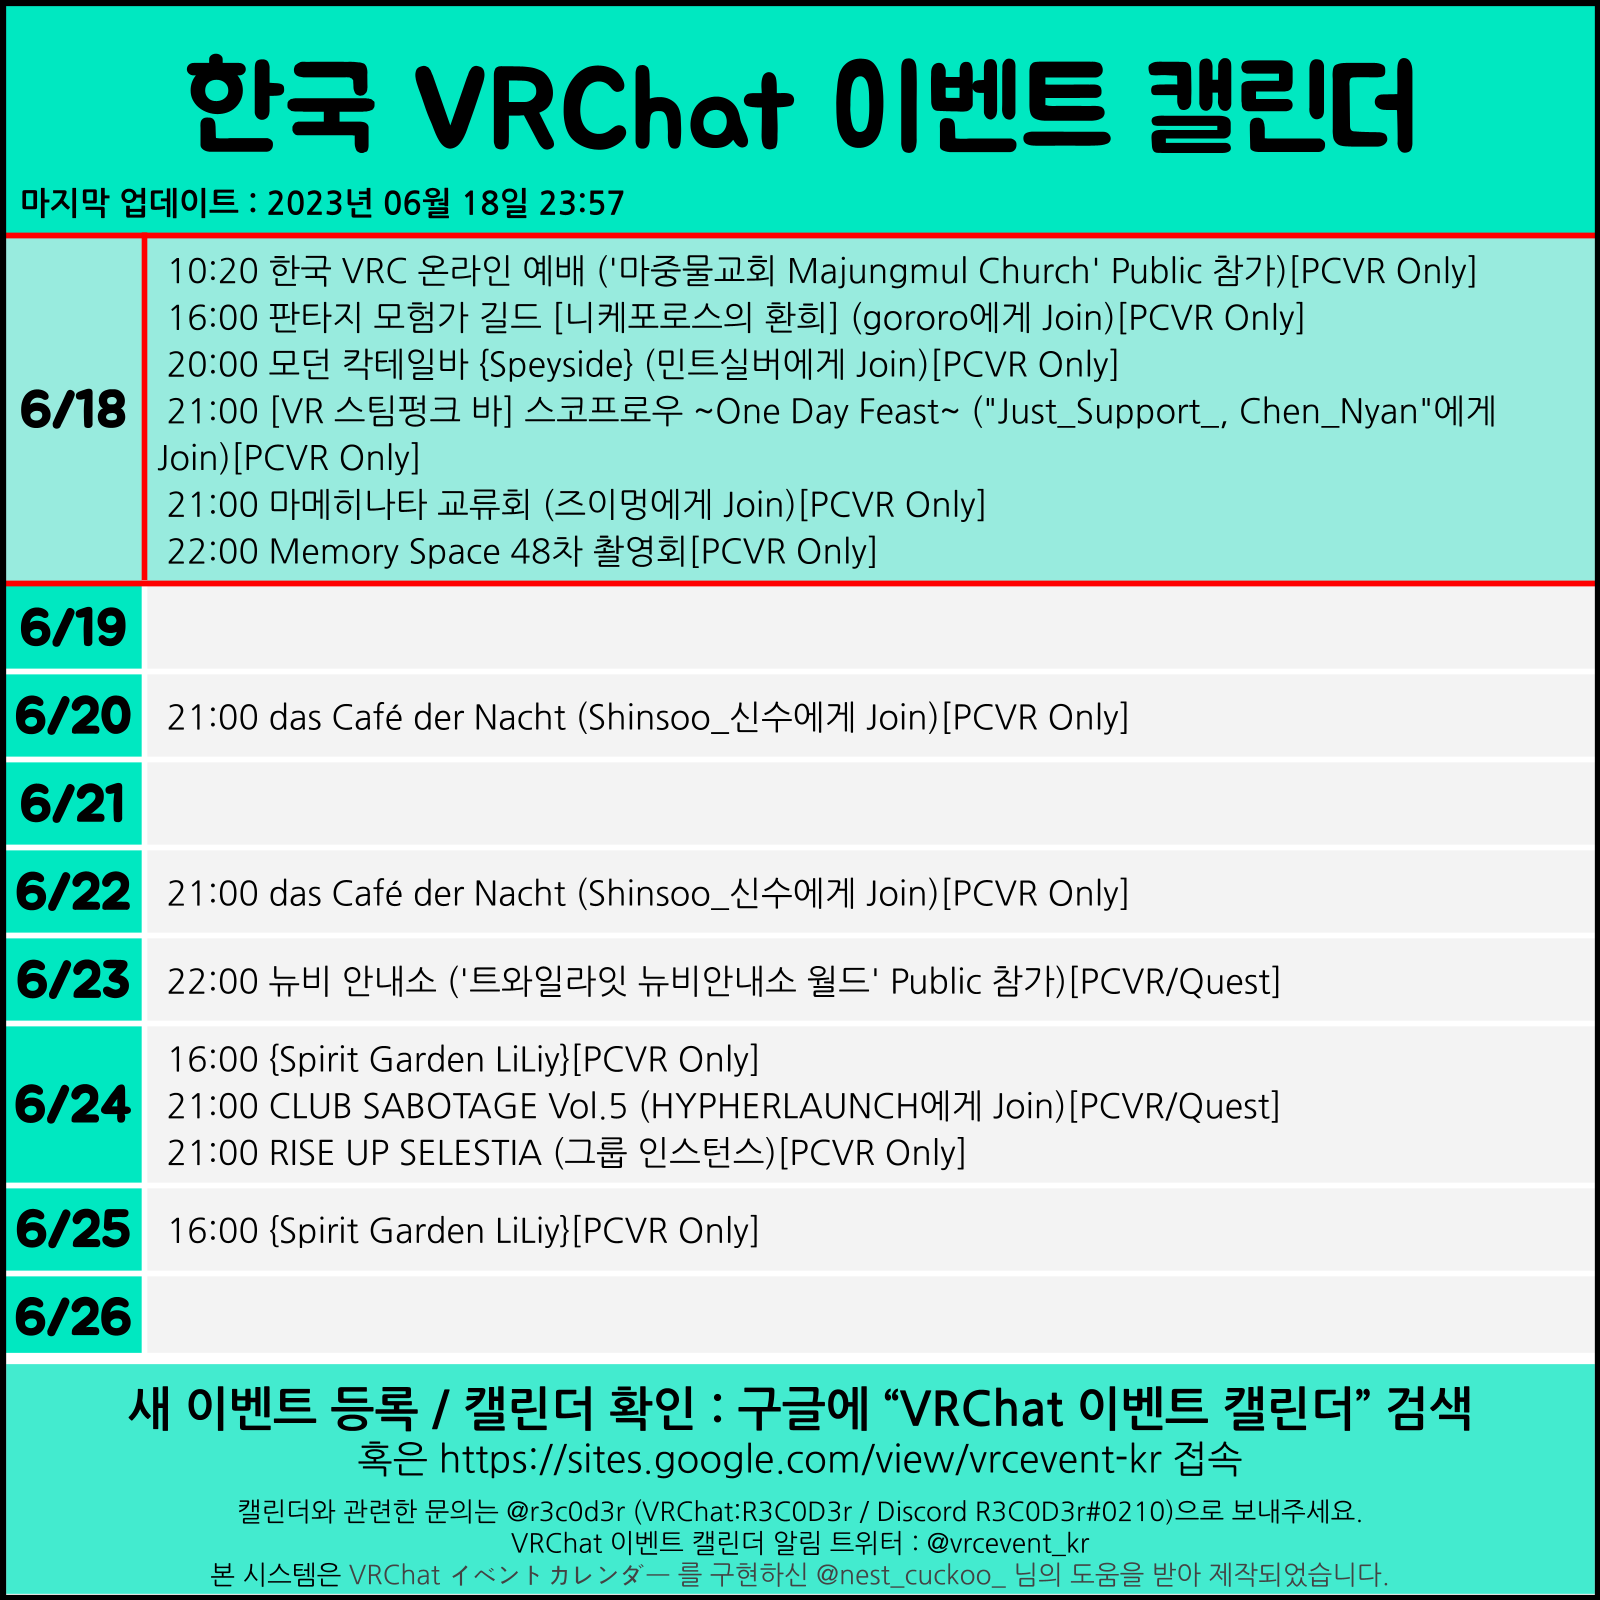 한국 VRChat 이벤트 캘린더
마지막 업데이트 : 2023년 06월 18일 23:57
6/18
10:20 한국 VRC 온라인 예배 ('마중물교회 Majungmul Church' Public 참가)[PCVR Only]
16:00 판타지 모험가 길드 [니케포로스의 환희] (gororo에게 Join)[PCVR Only]
20:00 모던 칵테일바 {Speyside} (민트실버에게 Join)[PCVR Only]
21:00 [VR 스팀펑크 바] 스코프로우 ~One Day Feast~ ("Just_Support_, Chen_Nyan"에게
Join)[PCVR Only]
21:00 마메히나타 교류회 (즈이멍에게 Join)[PCVR Only]
22:00 Memory Space 48차 촬영회[PCVR Only]
6/19
6/20
21:00 das Café der Nacht (Shinsoo_신수에게 Join)[PCVR Only]
6/21
6/22
21:00 das Café der Nacht (Shinsoo_신수에게 Join)[PCVR Only]
6/23
22:00 뉴비 안내소 ('트와일라잇 뉴비안내소 월드' Public 참가)[PCVR/Quest]
6/24
16:00 {Spirit Garden LiLiy}[PCVR Only]
21:00 CLUB SABOTAGE Vol.5 (HYPHERLAUNCH에게 Join)[PCVR/Quest]
21:00 RISE UP SELESTIA (그룹 인스턴스)[PCVR Only]
6/25
16:00 {Spirit Garden LiLiy}[PCVR Only]
6/26
새 이벤트 등록 / 캘린더 확인 : 구글에 “VRChat 이벤트 캘린더” 검색
혹은 https://sites.google.com/view/vrcevent-kr 접속
캘린더와 관련한 문의는 @r3c0d3r (VRChat:R3C0D3r / Discord R3C0D3r#0210)으로 보내주세요.
VRChat 이벤트 캘린더 알림 트위터 : @vrcevent_kr
본 시스템은 VRChat イベントカレンダー 를 구현하신 @nest_cuckoo_ 님의 도움을 받아 제작되었습니다.